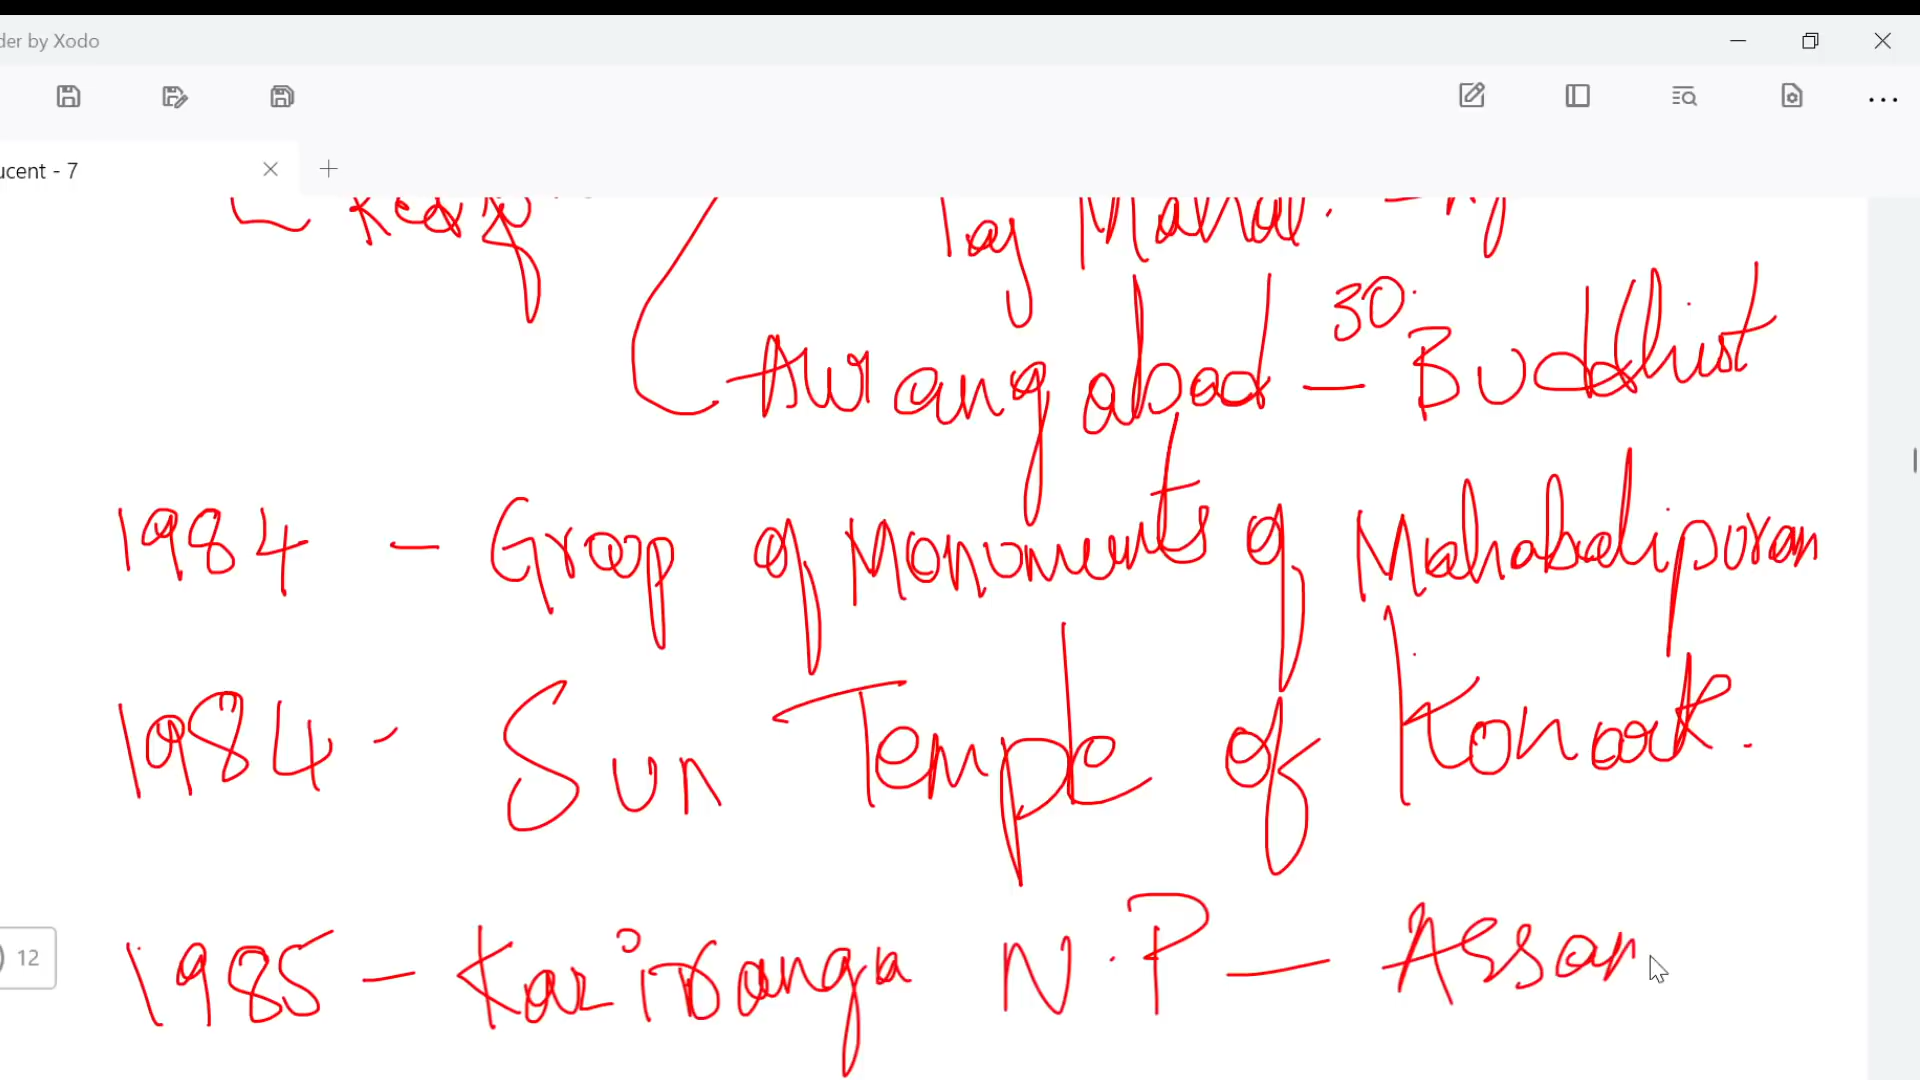 der by Xodo
ucent - 7
Taj Mahal. -
30.
Aurangabad - Buddhist
1984 - Group of Monuments of Mahabalipuram
1984 - Sun Temple of Konark.
1985 - Kaziranga N.P - Assam
12